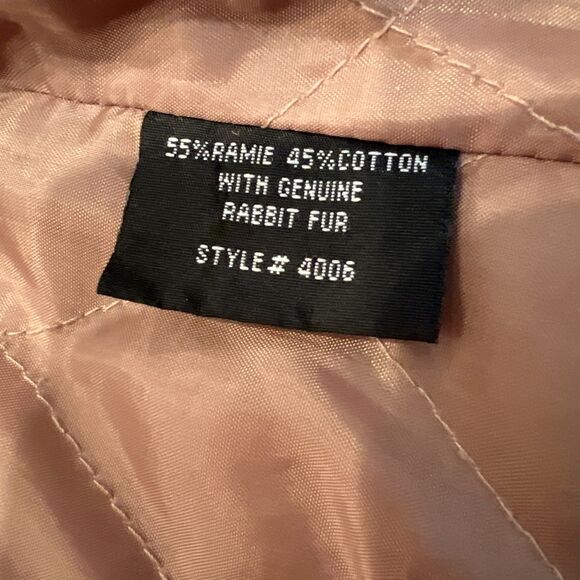 55%RAMIE 45%COTTON
WITH GENUINE
RABBIT FUR
STYLE# 4006